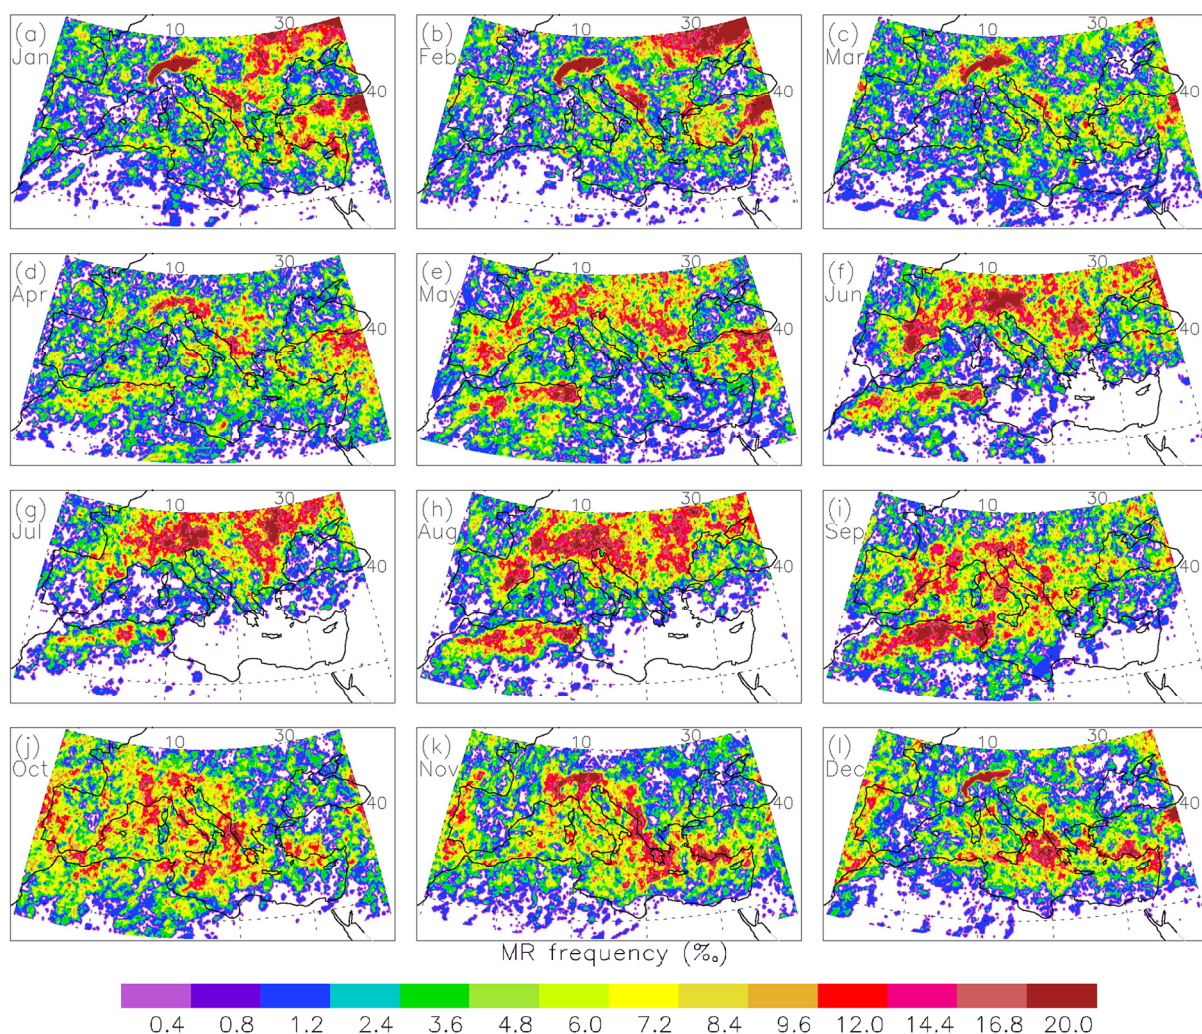 (a) 10 30
Jan 40
(b) 10 30
Feb 40
(c) 10 30
Mar 40
(d) 10 30
Apr 40
(e) 10 30
May 40
(f) 10 30
Jun 40
(g) 10 30
Jul 40
(h) 10 30
Aug 40
(i) 10 30
Sep 40
(j) 10 30
Oct 40
(k) 10 30
Nov 40
(l) 10 30
Dec 40
MR frequency (‰)
0.4 0.8 1.2 2.4 3.6 4.8 6.0 7.2 8.4 9.6 12.0 14.4 16.8 20.0